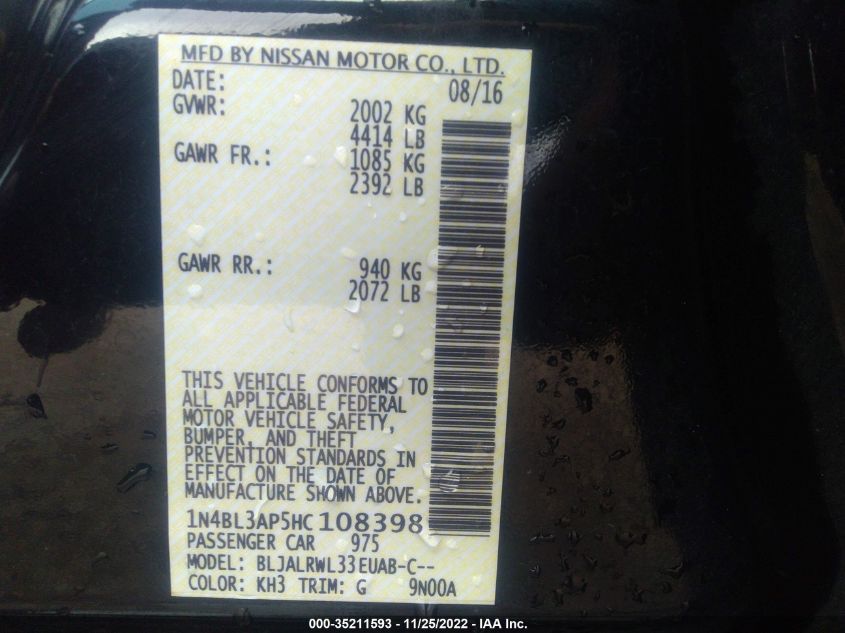 MFD BY NISSAN MOTOR CO., LTD.
DATE: 08/16
GVWR: 2002 KG
4414 LB
GAWR FR.: 1085 KG
2392 LB
GAWR RR.: 940 KG
2072 LB
THIS VEHICLE CONFORMS TO
ALL APPLICABLE FEDERAL
MOTOR VEHICLE SAFETY,
BUMPER, AND THEFT
PREVENTION STANDARDS IN
EFFECT ON THE DATE OF
MANUFACTURE SHOWN ABOVE.
1N4BL3AP5HC108398
PASSENGER CAR 975
MODEL: BLJALRWL33EUAB-C--
COLOR: KH3 TRIM: G 9N00A
000-35211593 - 11/25/2022 - IAA Inc.